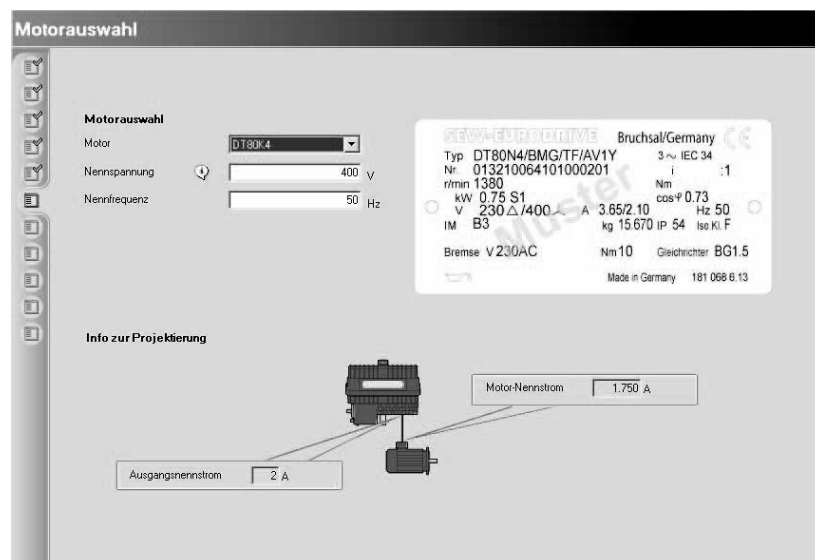 Motorauswahl
Motorauswahl
Motor DT80K4
Nennspannung 400 V
Nennfrequenz 50 Hz
SEW-EURODRIVE Bruchsal/Germany CE
Typ DT80N4/BMG/TF/AV1Y 3 ~ IEC 34
Nr. 013210064101000201 i :1
r/min 1380 Nm
kW 0.75 S1 cosφ 0.73
V 230 △/400 人 A 3.65/2.10 Hz 50
IM B3 kg 15.670 IP 54 Iso.Kl. F
Bremse V 230AC Nm 10 Gleichrichter BG1.5
Made in Germany 181 068 6.13
Muster
Info zur Projektierung
Motor-Nennstrom 1.750 A
Ausgangsnennstrom 2 A